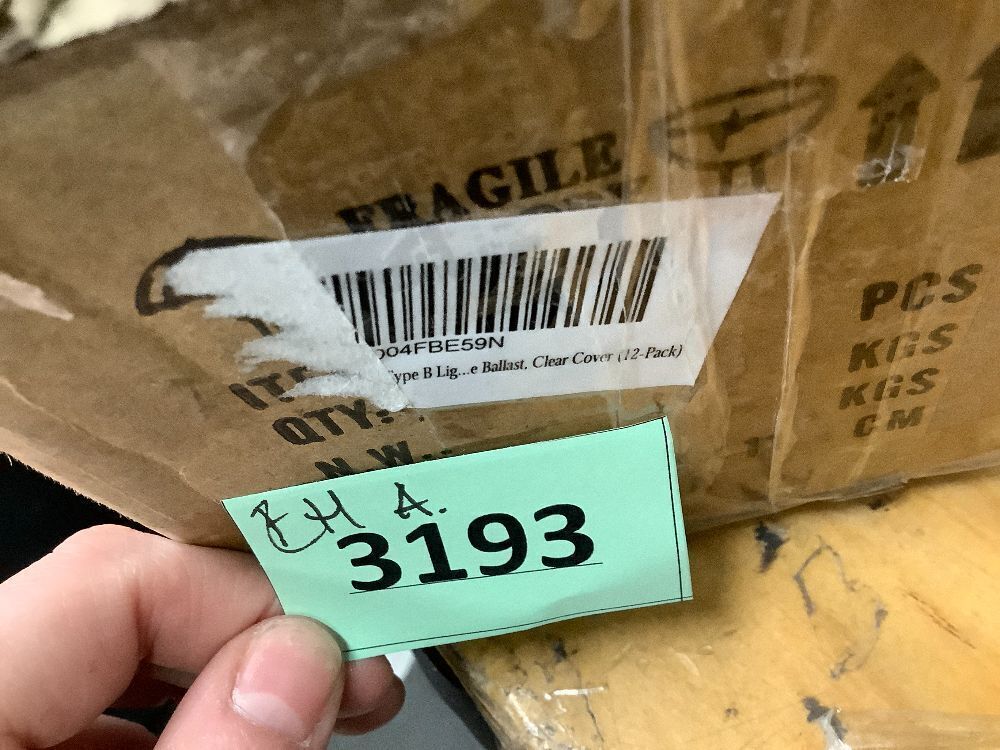 FRAGILE
004FBE59N
Type B Lig...e Ballast, Clear Cover (12-Pack)
PCS
KGS
KGS
CM
QTY:
N.W.:
A.
3193